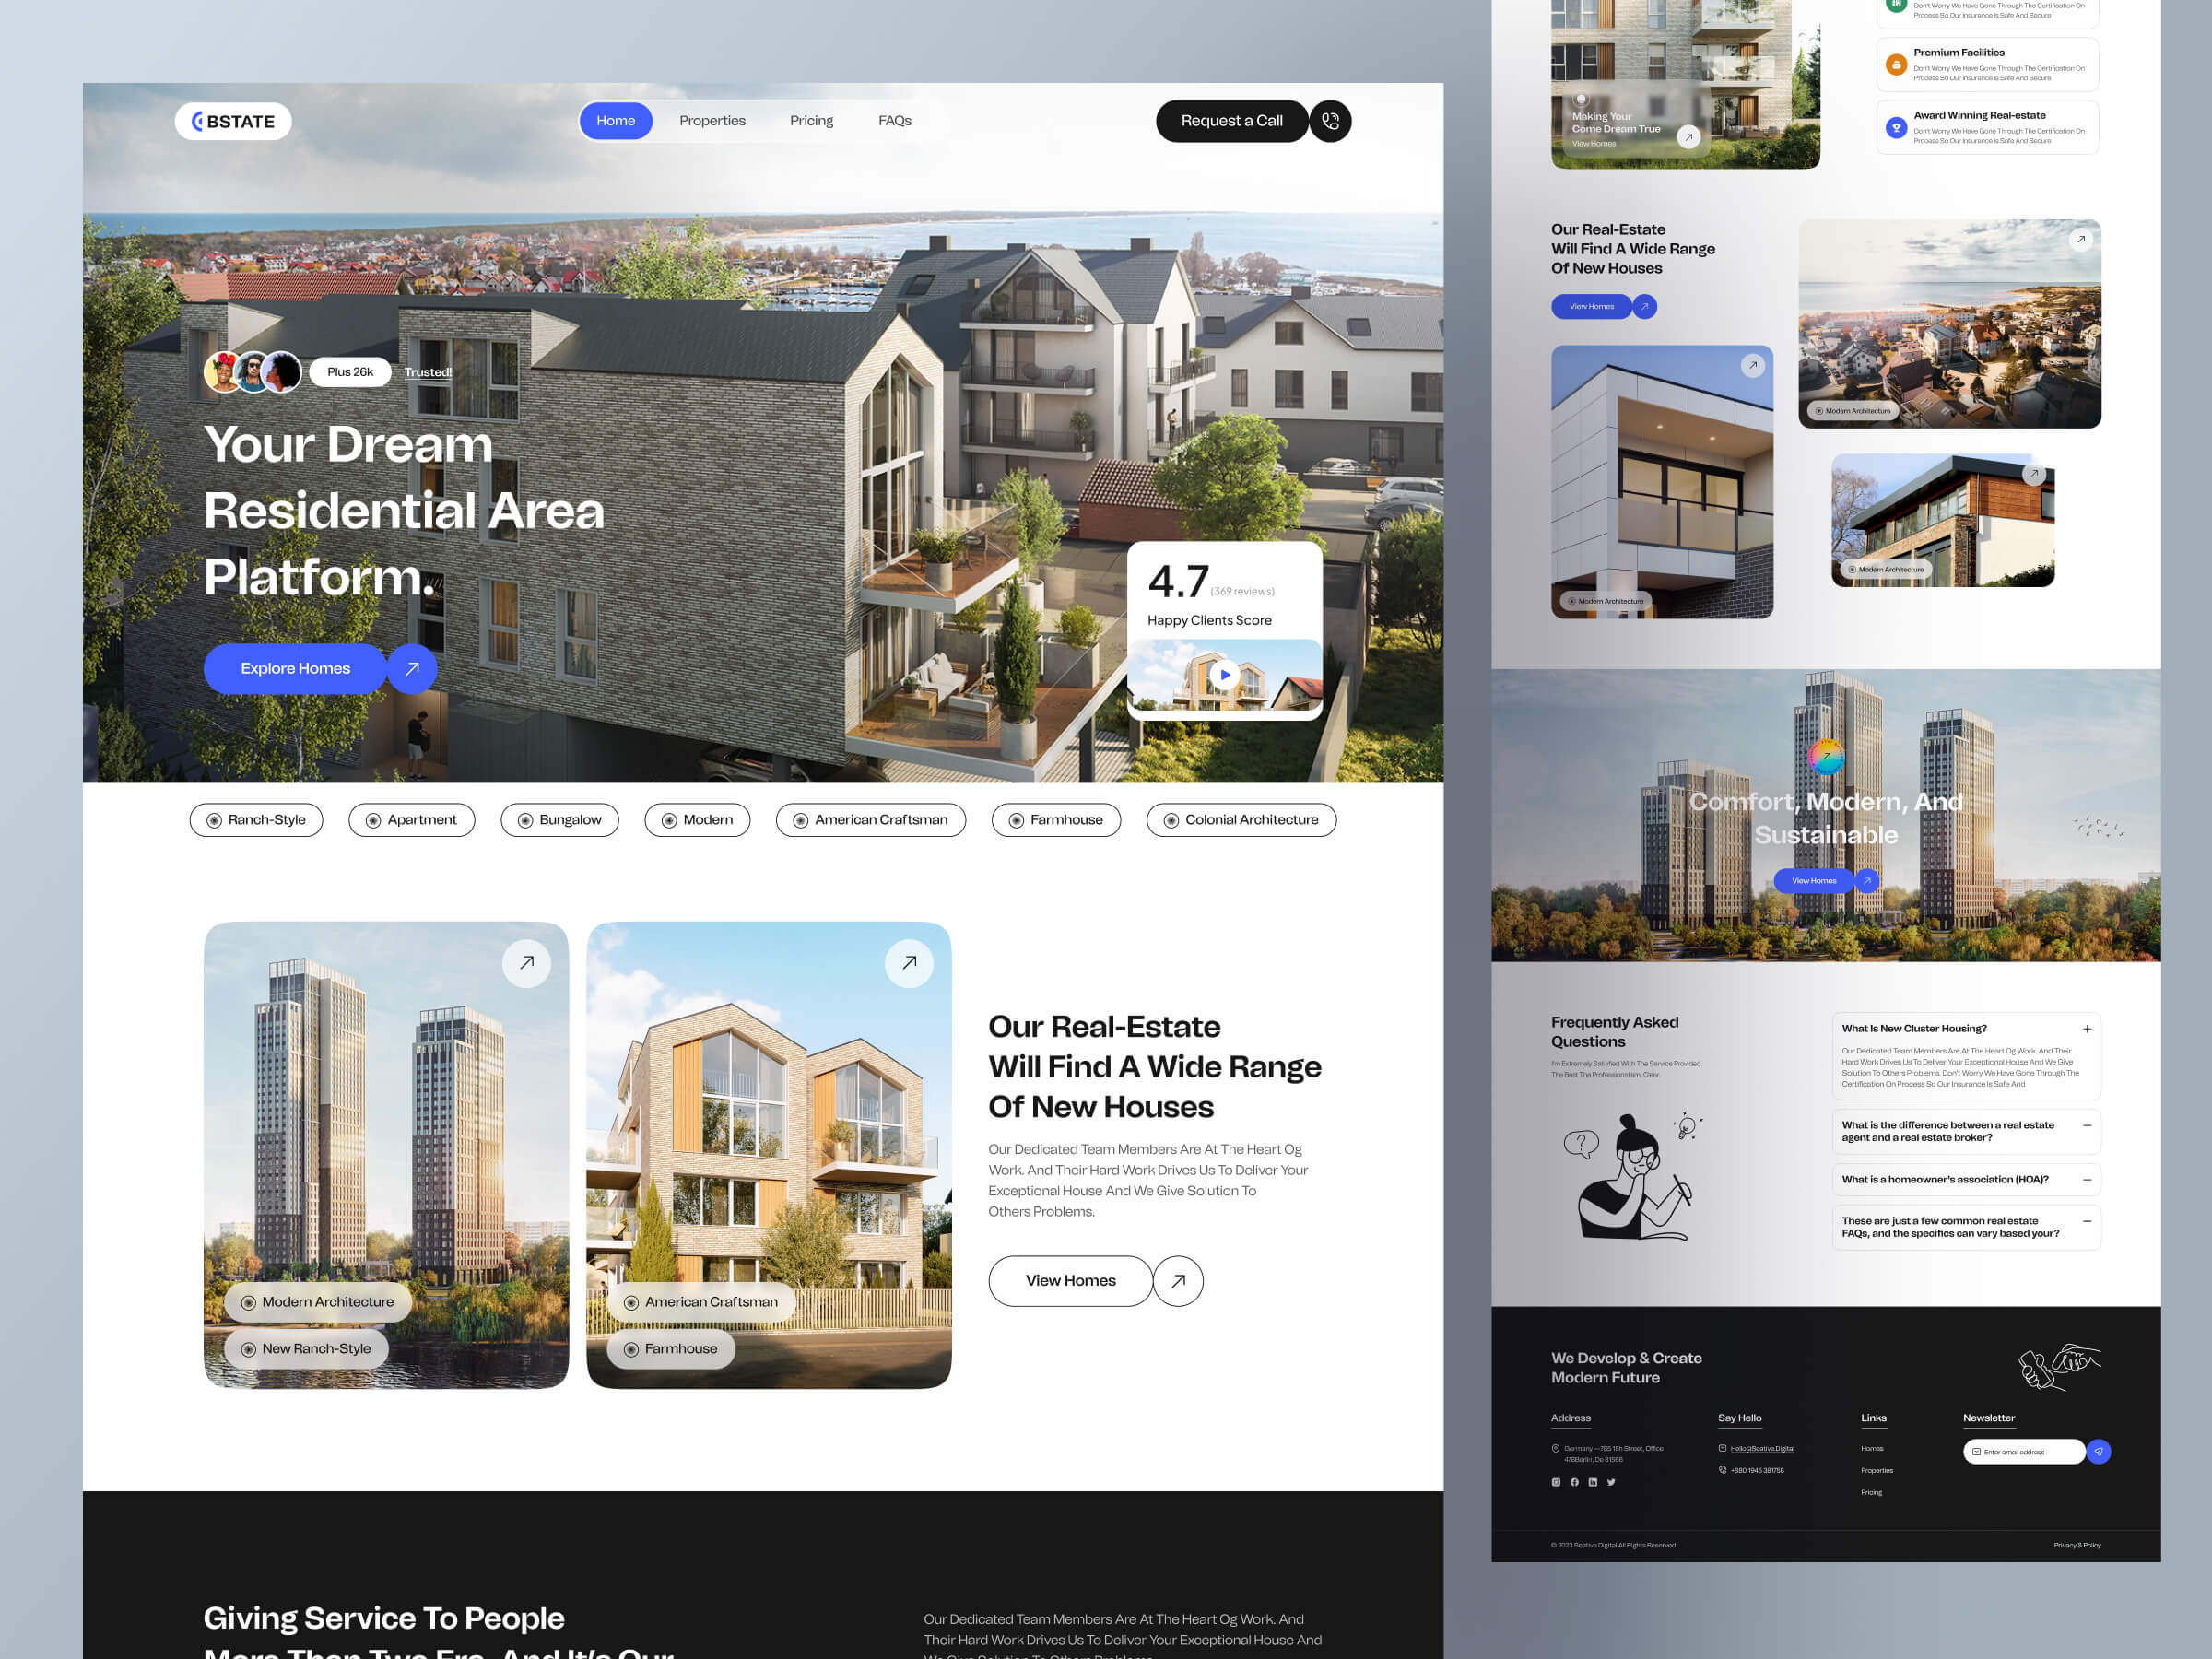 BSTATE
Home
Properties
Pricing
FAQs
Request a Call
Plus 26k
Trusted!
Your Dream
Residential Area
Platform.
Explore Homes
4.7 (369 reviews)
Happy Clients Score
Ranch-Style
Apartment
Bungalow
Modern
American Craftsman
Farmhouse
Colonial Architecture
Modern Architecture
New Ranch-Style
American Craftsman
Farmhouse
Our Real-Estate
Will Find A Wide Range
Of New Houses
Our Dedicated Team Members Are At The Heart Og
Work. And Their Hard Work Drives Us To Deliver Your
Exceptional House And We Give Solution To
Others Problems.
View Homes
Giving Service To People
More Than Two Era, And It's Our
Our Dedicated Team Members Are At The Heart Og Work. And
Their Hard Work Drives Us To Deliver Your Exceptional House And
We Give Solution To Others Problems.
Making Your
Come Dream True
View Homes
Don't Worry We Have Gone Through The Certification On
Process So Our Insurance Is Safe And Secure
Premium Facilities
Don't Worry We Have Gone Through The Certification On
Process So Our Insurance Is Safe And Secure
Award Winning Real-estate
Don't Worry We Have Gone Through The Certification On
Process So Our Insurance Is Safe And Secure
Our Real-Estate
Will Find A Wide Range
Of New Houses
View Homes
Modern Architecture
Modern Architecture
Modern Architecture
Comfort, Modern, And
Sustainable
View Homes
Frequently Asked
Questions
I'm Extremely Satisfied With The Service Provided.
The Best The Professionalism, Clear.
What Is New Cluster Housing?
Our Dedicated Team Members Are At The Heart Og Work. And Their
Hard Work Drives Us To Deliver Your Exceptional House And We Give
Solution To Others Problems. Don't Worry We Have Gone Through The
Certification On Process So Our Insurance Is Safe And
What is the difference between a real estate
agent and a real estate broker?
What is a homeowner's association (HOA)?
These are just a few common real estate
FAQs, and the specifics can vary based your?
We Develop & Create
Modern Future
Address
Germany —785 15h Street, Office
478Berlin, De 81566
Say Hello
Hello@Seative.Digital
+880 1945 381758
Links
Homes
Properties
Pricing
Newsletter
Enter email address
© 2023 Seative Digital All Rights Reserved
Privacy & Policy